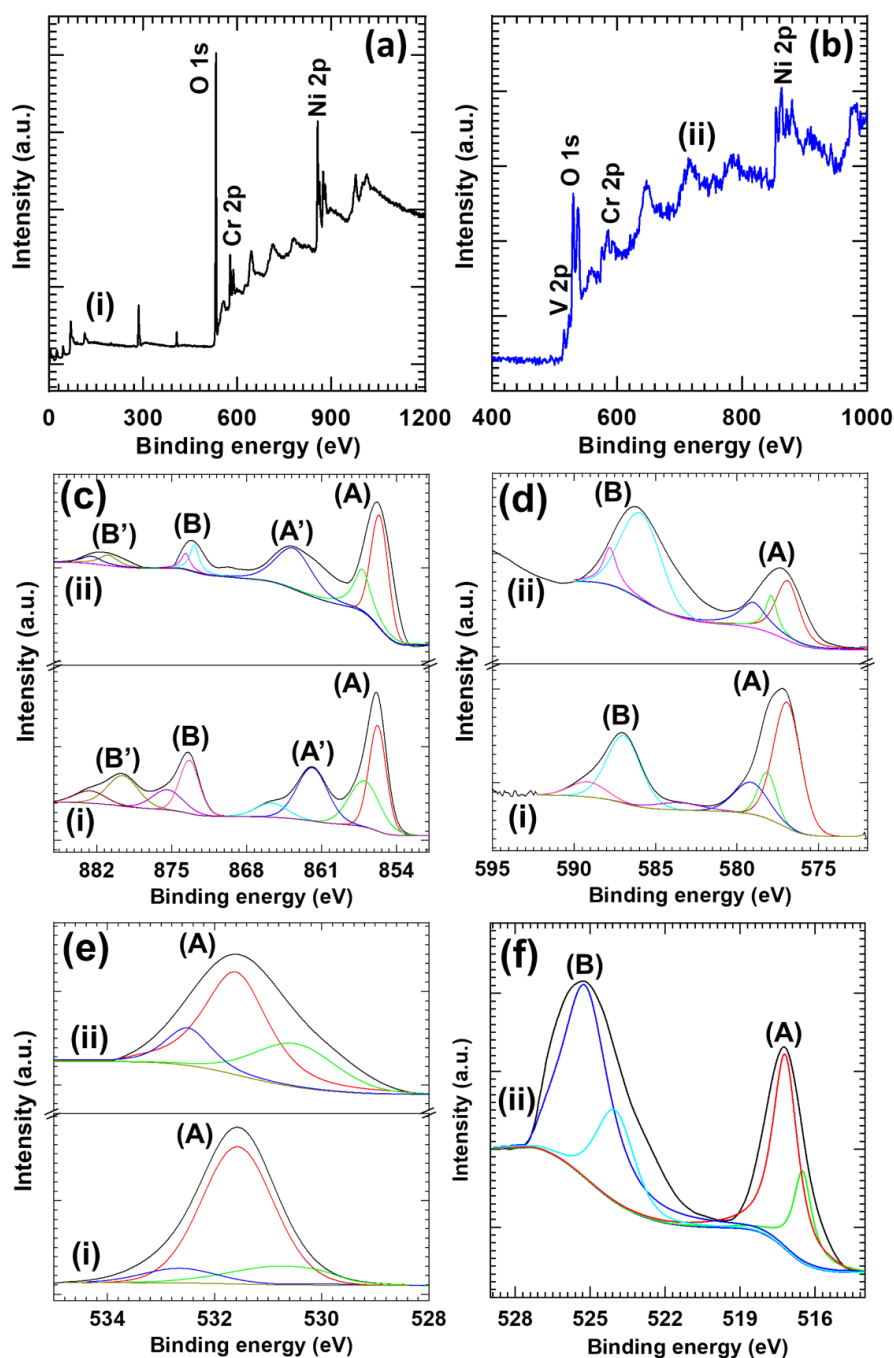 (a)
O 1s
Cr 2p
Ni 2p
(i)
Intensity (a.u.)
0 300 600 900 1200
Binding energy (eV)
(b)
V 2p
O 1s
Cr 2p
(ii)
Ni 2p
Intensity (a.u.)
400 600 800 1000
Binding energy (eV)
(c)
(B') (B) (A') (A)
(ii)
(B') (B) (A') (A)
(i)
Intensity (a.u.)
882 875 868 861 854
Binding energy (eV)
(d)
(B) (A)
(ii)
(B) (A)
(i)
Intensity (a.u.)
595 590 585 580 575
Binding energy (eV)
(e)
(A)
(ii)
(A)
(i)
Intensity (a.u.)
534 532 530 528
Binding energy (eV)
(f)
(B) (A)
(ii)
Intensity (a.u.)
528 525 522 519 516
Binding energy (eV)